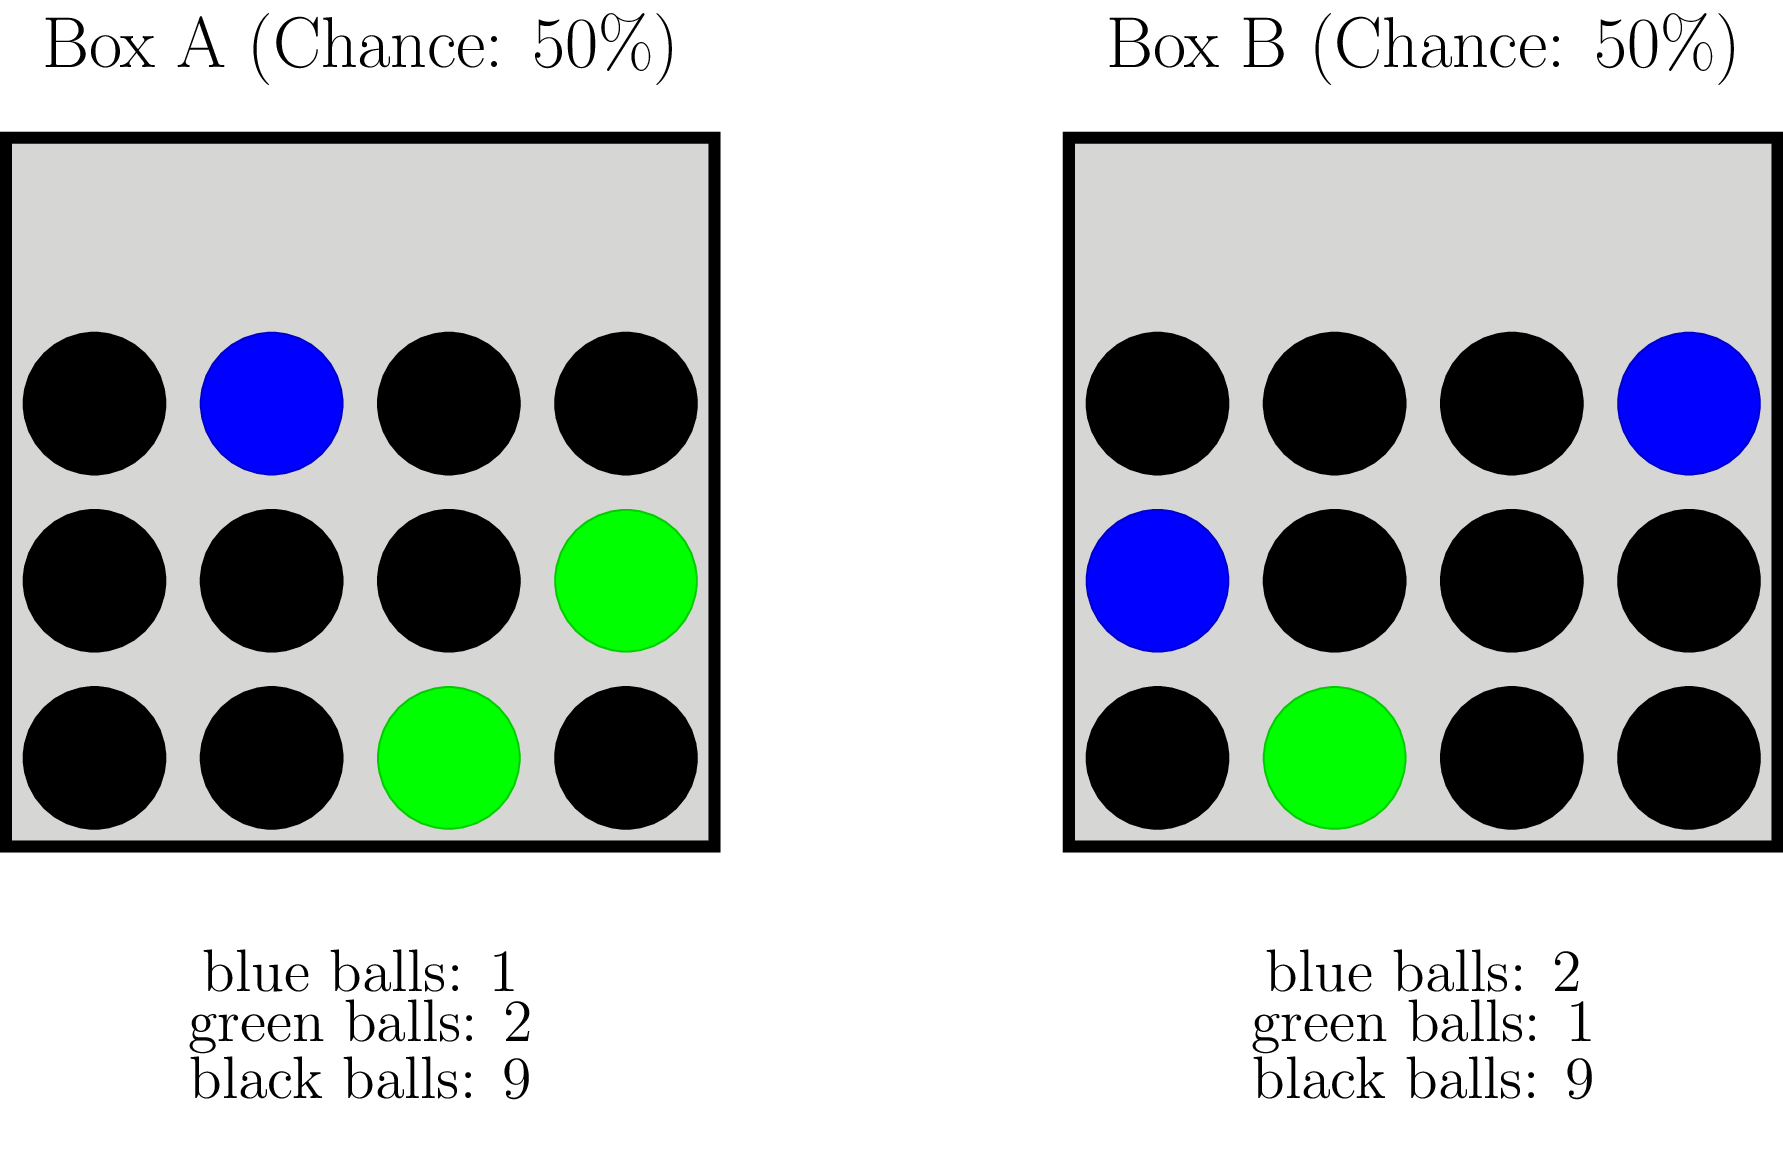 Box A (Chance: 50%)
Box B (Chance: 50%)
blue balls: 1
green balls: 2
black balls: 9
blue balls: 2
green balls: 1
black balls: 9